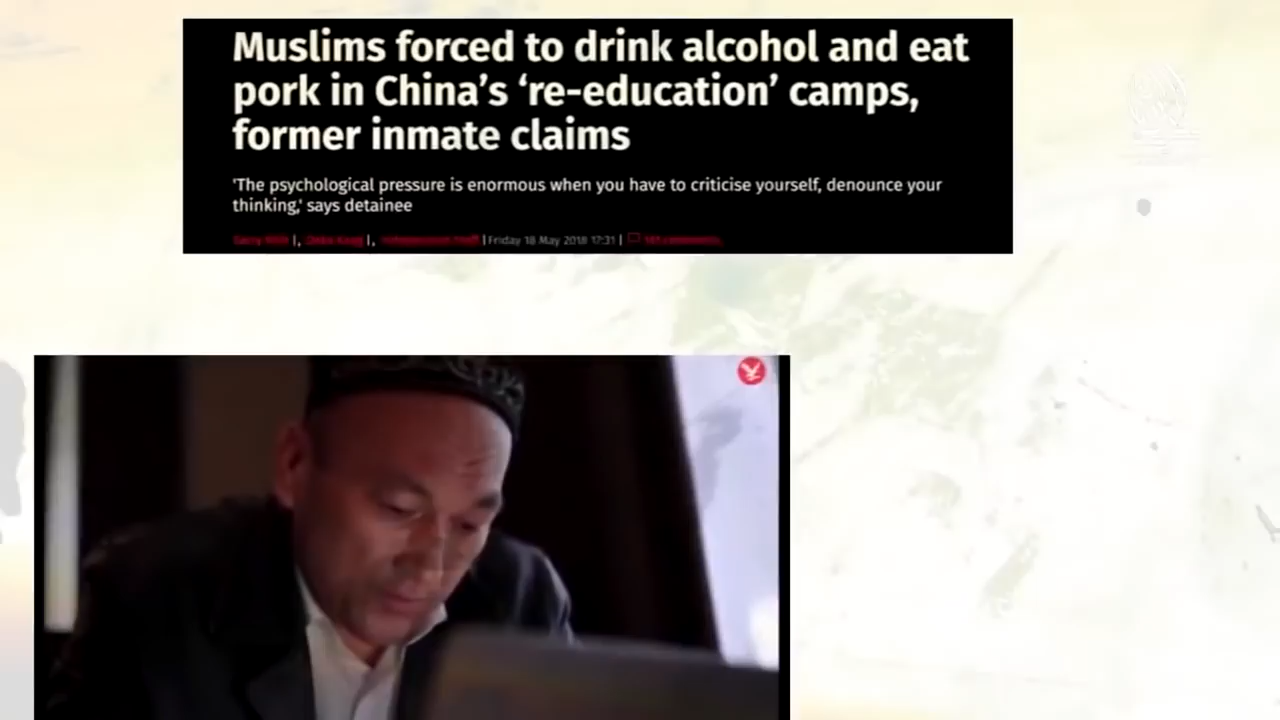 Muslims forced to drink alcohol and eat
pork in China's 're-education' camps,
former inmate claims
'The psychological pressure is enormous when you have to criticise yourself, denounce your
thinking,' says detainee
| , | , | Friday 18 May 2018 17:31 |